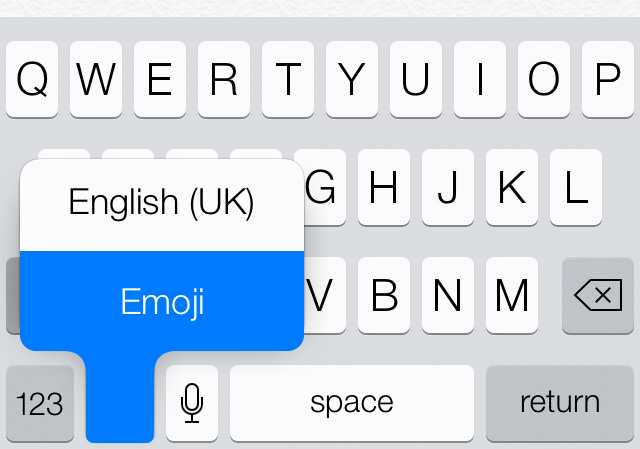 Q W E R T Y U I O P
G H J K L
English (UK)
V B N M
Emoji
123 space return